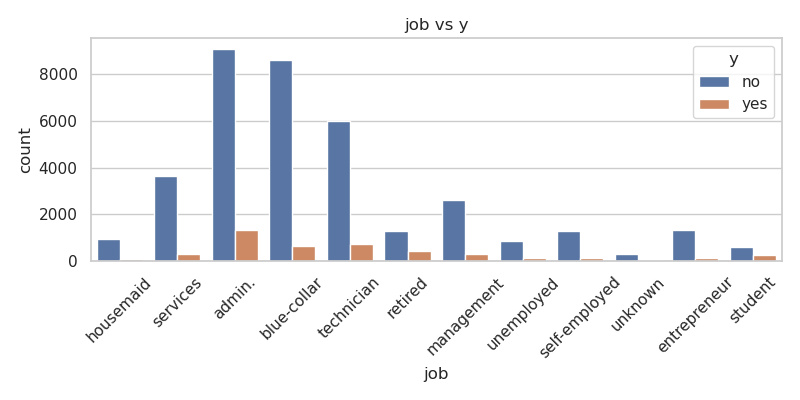 job vs y
y
no
yes
count
8000
6000
4000
2000
0
housemaid
services
admin.
blue-collar
technician
retired
management
unemployed
self-employed
unknown
entrepreneur
student
job